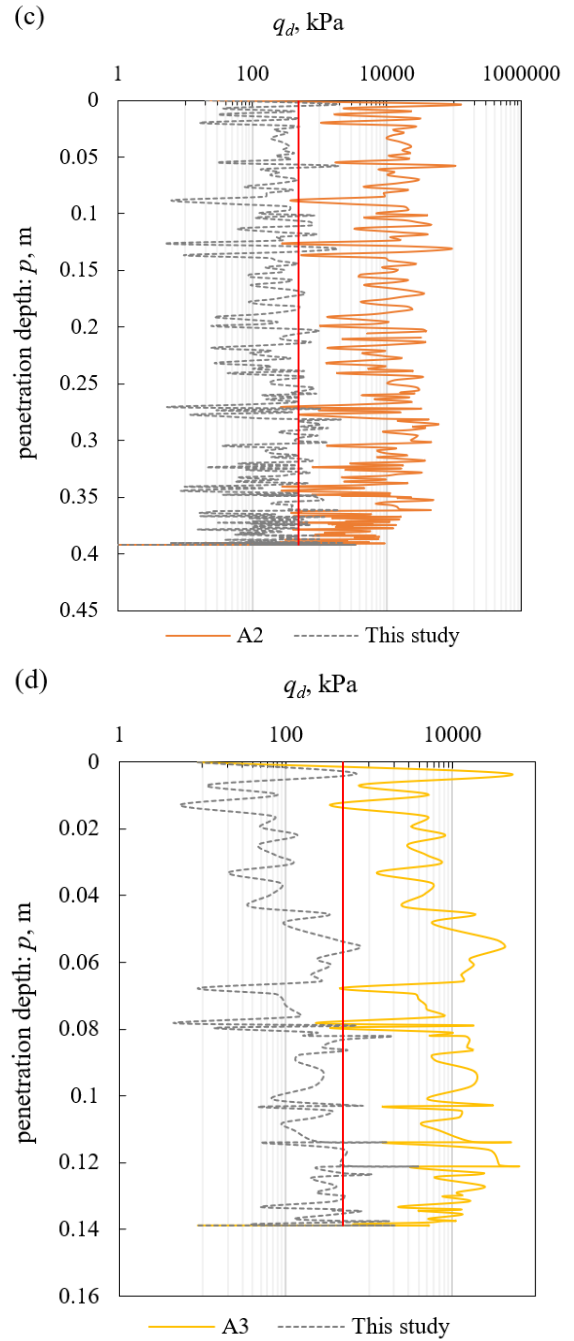 (c)
q_d, kPa
1 100 10000 1000000
0
0.05
0.1
0.15
0.2
0.25
0.3
0.35
0.4
0.45
penetration depth: p, m
A2 This study
(d)
q_d, kPa
1 100 10000
0
0.02
0.04
0.06
0.08
0.1
0.12
0.14
0.16
penetration depth: p, m
A3 This study